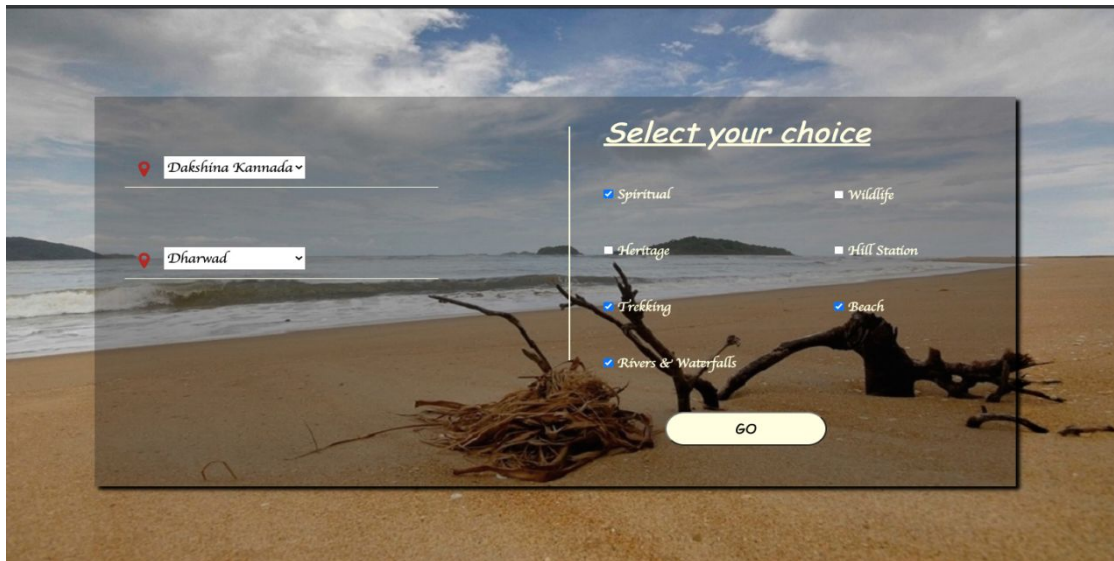 Dakshina Kannada
Dharwad
Select your choice
Spiritual
Wildlife
Heritage
Hill Station
Trekking
Beach
Rivers & Waterfalls
GO